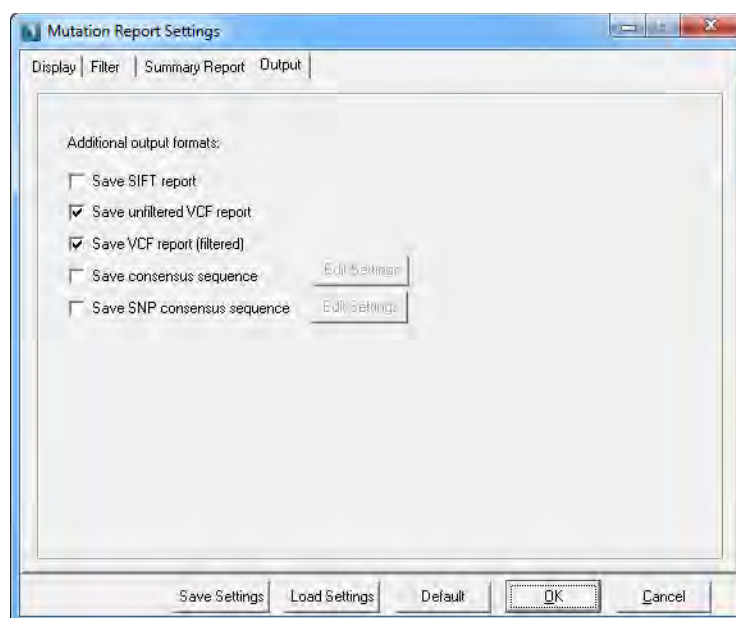 Mutation Report Settings
Display Filter Summary Report Output
Additional output formats:
Save SIFT report
Save unfiltered VCF report
Save VCF report (filtered)
Save consensus sequence Edit Settings
Save SNP consensus sequence Edit Settings
Save Settings Load Settings Default OK Cancel